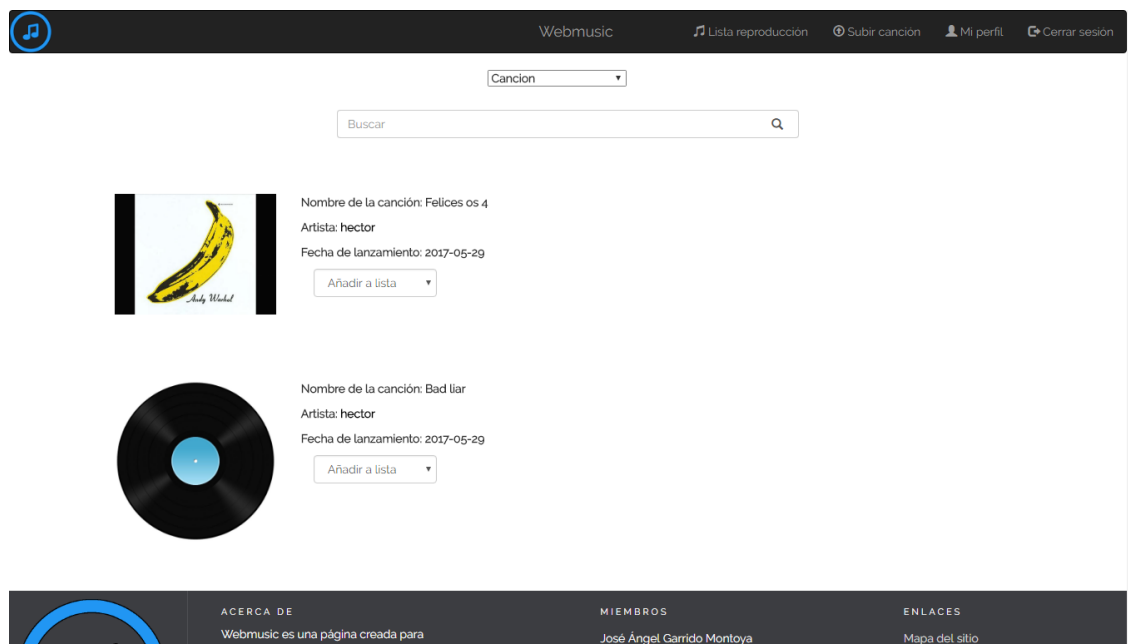 Webmusic
Lista reproducción
Subir canción
Mi perfil
Cerrar sesión
Cancion
Buscar
Nombre de la canción: Felices os 4
Artista: hector
Fecha de lanzamiento: 2017-05-29
Añadir a lista
Andy Warhol
Nombre de la canción: Bad liar
Artista: hector
Fecha de lanzamiento: 2017-05-29
Añadir a lista
ACERCA DE
Webmusic es una página creada para
MIEMBROS
José Ángel Garrido Montoya
ENLACES
Mapa del sitio